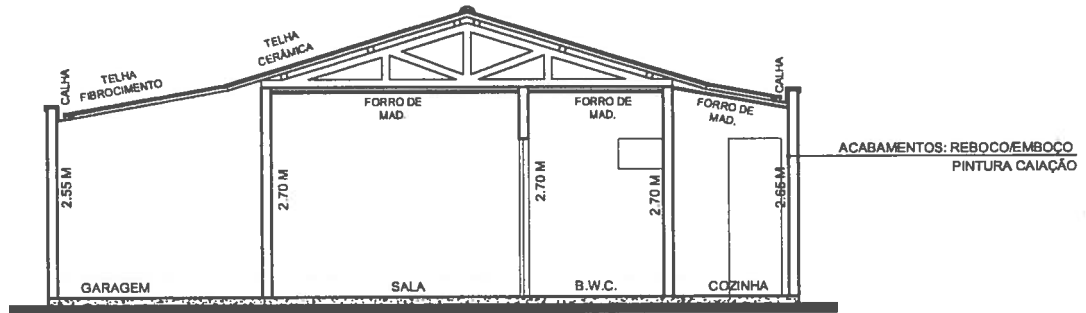 TELHA
CERÂMICA
CALHA
TELHA
FIBROCIMENTO
CALHA
FORRO DE
MAD.
FORRO DE
MAD.
FORRO DE
MAD.
ACABAMENTOS: REBOCO/EMBOÇO
PINTURA CAIAÇÃO
2.55 M
2.70 M
2.70 M
2.70 M
2.65 M
GARAGEM
SALA
B.W.C.
COZINHA